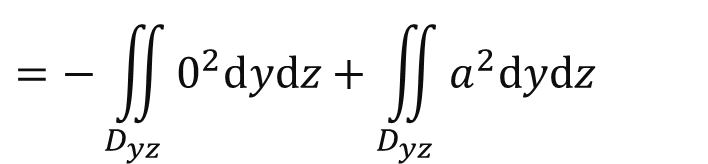 = − ∬_{D_{yz}} 0² dydz + ∬_{D_{yz}} a² dydz